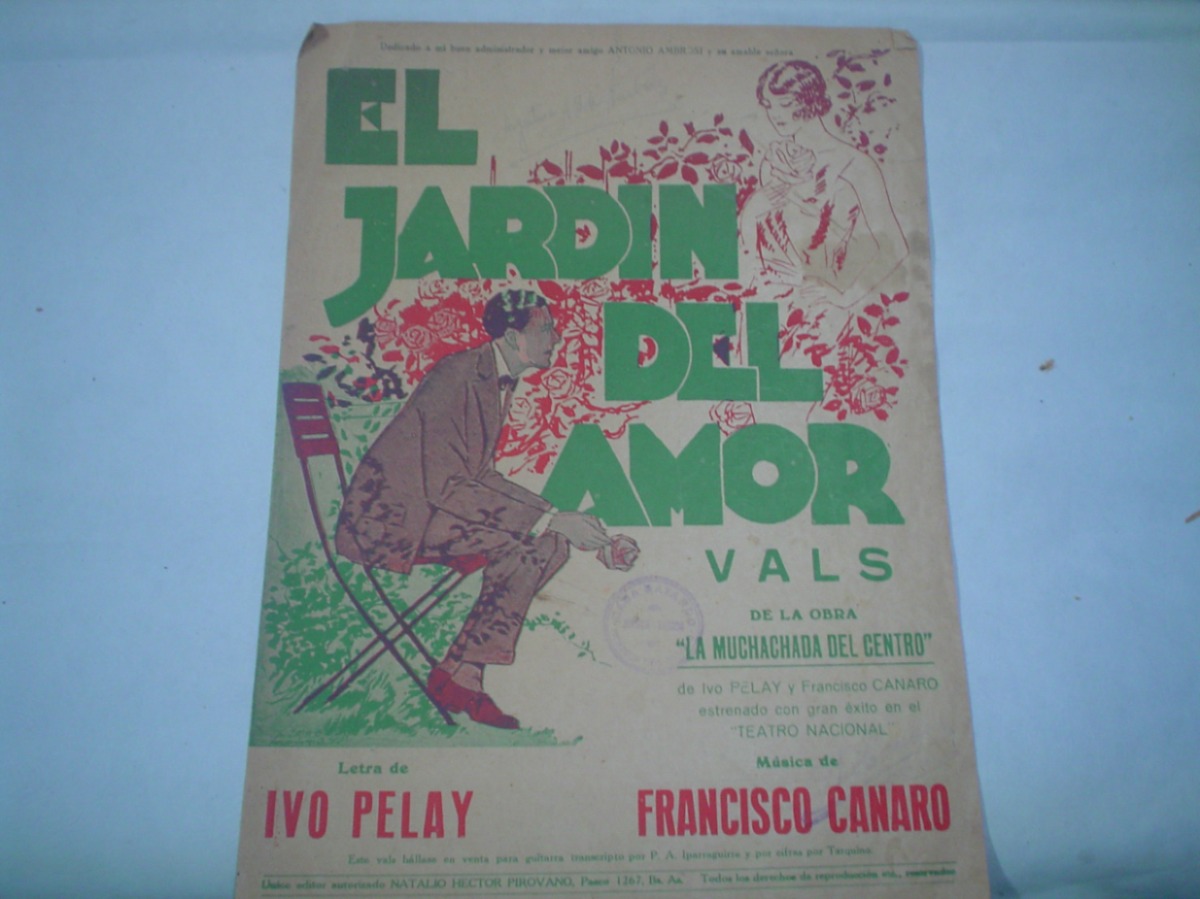 Dedicado a mi buen administrador y mejor amigo ANTONIO AMBROSI y su amable señora
EL
JARDIN
DEL
AMOR
VALS
DE LA OBRA
"LA MUCHACHADA DEL CENTRO"
de Ivo PELAY y Francisco CANARO
estrenado con gran éxito en el
"TEATRO NACIONAL"
Letra de
IVO PELAY
Música de
FRANCISCO CANARO
Este vals hállase en venta para guitarra transcripto por P. A. Iparraguirre y por cifras por Tarquino.
Unico editor autorizado NATALIO HECTOR PIROVANO, Pasco 1267, Bs. As. Todos los derechos de reproducción etc., reservados